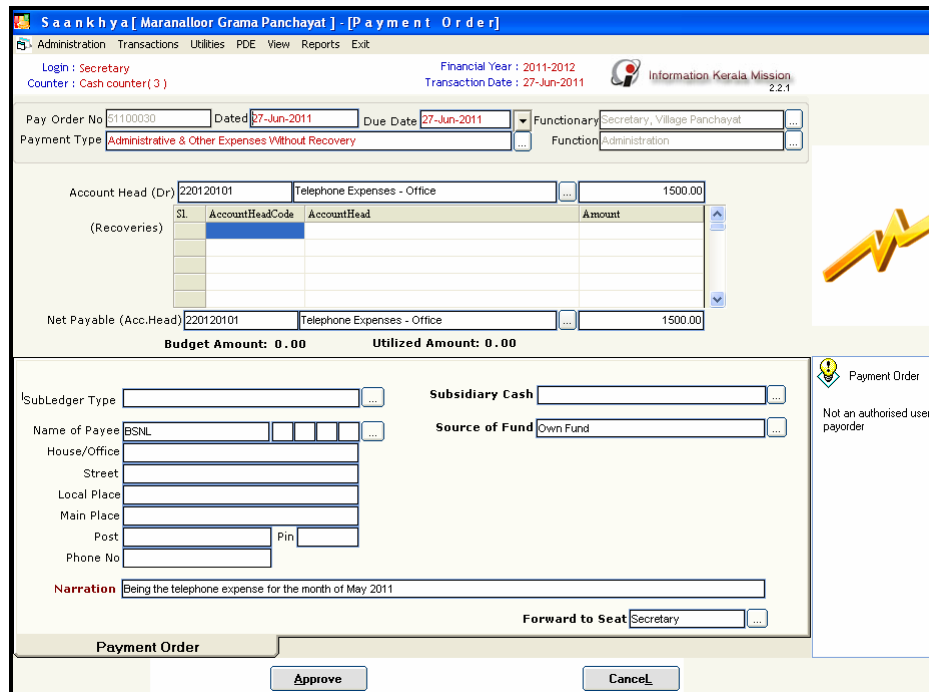 Saankhya[ Maranalloor Grama Panchayat ] - [Payment Order]
Administration Transactions Utilities PDE View Reports Exit
Login : Secretary
Counter : Cash counter( 3 )
Financial Year : 2011-2012
Transaction Date : 27-Jun-2011
Information Kerala Mission
2.2.1
Pay Order No 51100030 Dated 27-Jun-2011 Due Date 27-Jun-2011 Functionary Secretary, Village Panchayat ...
Payment Type Administrative & Other Expenses Without Recovery ... Function Administration ...
Account Head (Dr) 220120101 Telephone Expenses - Office ... 1500.00
(Recoveries)
Sl. AccountHeadCode AccountHead Amount
Net Payable (Acc.Head) 220120101 Telephone Expenses - Office ... 1500.00
Budget Amount: 0.00 Utilized Amount: 0.00
SubLedger Type ... Subsidiary Cash ...
Name of Payee BSNL ... Source of Fund Own Fund ...
House/Office
Street
Local Place
Main Place
Post Pin
Phone No
Narration Being the telephone expense for the month of May 2011
Forward to Seat Secretary ...
Payment Order
Approve CanceL
Payment Order
Not an authorised user
payorder